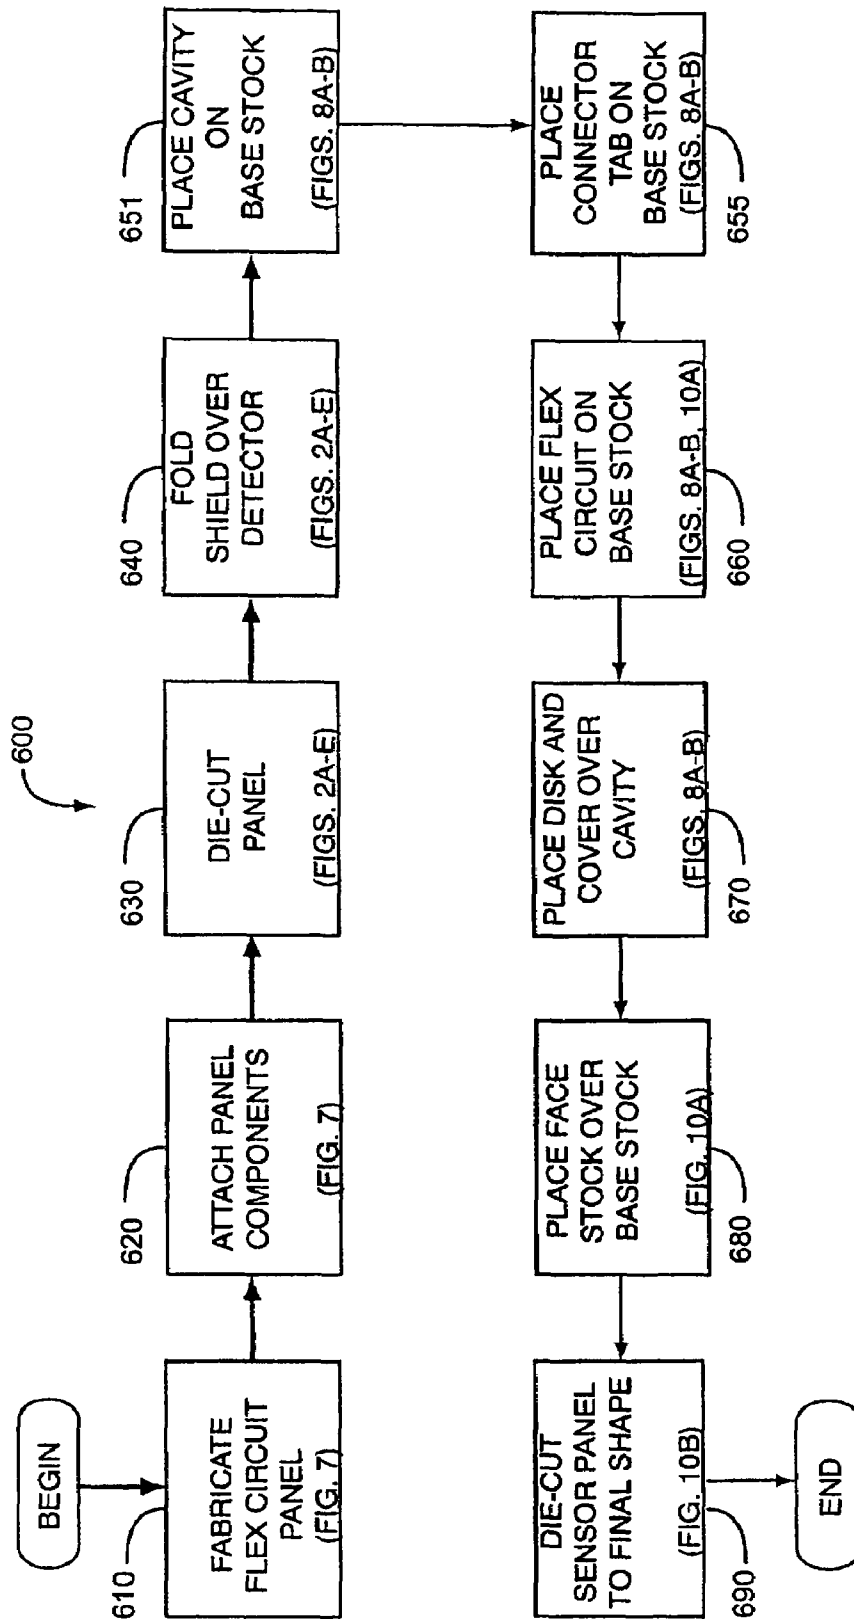 600
BEGIN
610
FABRICATE
FLEX CIRCUIT
PANEL
(FIG. 7)
620
ATTACH PANEL
COMPONENTS
(FIG. 7)
630
DIE-CUT
PANEL
(FIGS. 2A-E)
640
FOLD
SHIELD OVER
DETECTOR
(FIGS. 2A-E)
651
PLACE CAVITY
ON
BASE STOCK
(FIGS. 8A-B)
PLACE
CONNECTOR
TAB ON
BASE STOCK
(FIGS. 8A-B)
655
PLACE FLEX
CIRCUIT ON
BASE STOCK
(FIGS. 8A-B, 10A)
660
PLACE DISK AND
COVER OVER
CAVITY
(FIGS. 8A-B)
670
PLACE FACE
STOCK OVER
BASE STOCK
(FIG. 10A)
680
DIE-CUT
SENSOR PANEL
TO FINAL SHAPE
(FIG. 10B)
690
END